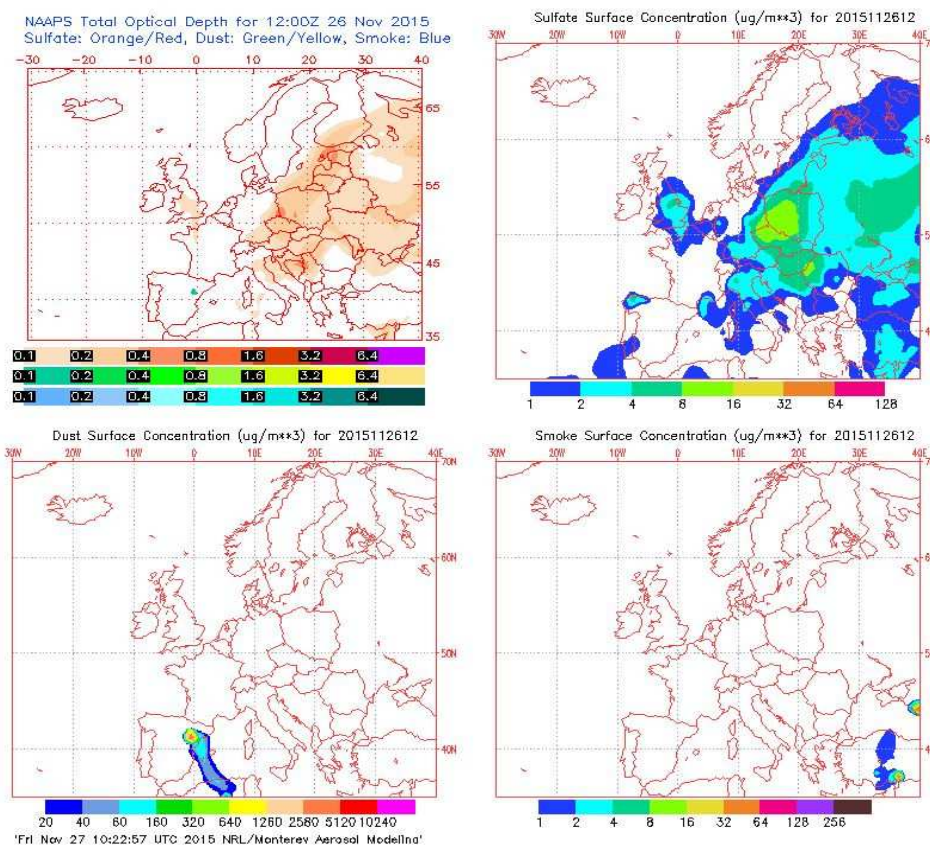 NAAPS Total Optical Depth for 12:00Z 26 Nov 2015
Sulfate: Orange/Red, Dust: Green/Yellow, Smoke: Blue
-30 -20 -10 0 10 20 30 40
65
55
45
35
0.1 0.2 0.4 0.8 1.6 3.2 6.4
0.1 0.2 0.4 0.8 1.6 3.2 6.4
0.1 0.2 0.4 0.8 1.6 3.2 6.4
Sulfate Surface Concentration (ug/m**3) for 2015112612
30W 20W 10W 0 10E 20E 30E 40E
6
5
4
1 2 4 8 16 32 64 128
Dust Surface Concentration (ug/m**3) for 2015112612
30W 20W 10W 0 10E 20E 30E 40E
70N
60N
50N
40N
20 40 60 160 320 640 1280 2560 5120 10240
'Fri Nov 27 10:22:57 UTC 2015 NRL/Monterey Aerosol Modeling'
Smoke Surface Concentration (ug/m**3) for 2015112612
30W 20W 10W 0 10E 20E 30E 40E
6
5
4
1 2 4 8 16 32 64 128 256